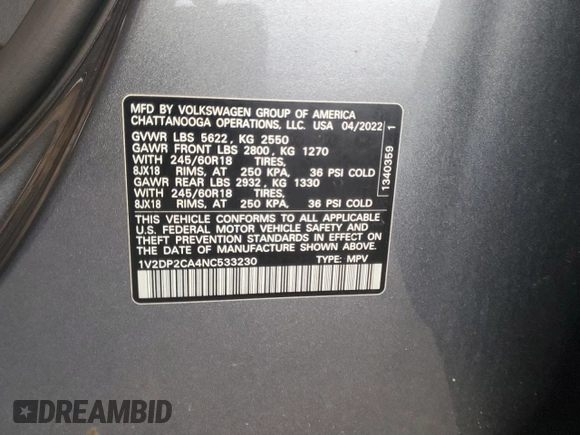 MFD BY VOLKSWAGEN GROUP OF AMERICA
CHATTANOOGA OPERATIONS, LLC. USA 04/2022
GVWR LBS 5622, KG 2550
GAWR FRONT LBS 2800, KG 1270
WITH 245/60R18 TIRES,
8JX18 RIMS, AT 250 KPA, 36 PSI COLD
GAWR REAR LBS 2932, KG 1330
WITH 245/60R18 TIRES,
8JX18 RIMS, AT 250 KPA, 36 PSI COLD
THIS VEHICLE CONFORMS TO ALL APPLICABLE
U.S. FEDERAL MOTOR VEHICLE SAFETY AND
THEFT PREVENTION STANDARDS IN EFFECT ON
THE DATE OF MANUFACTURE SHOWN ABOVE.
1V2DP2CA4NC533230 TYPE: MPV
1340359 1
DREAMBID